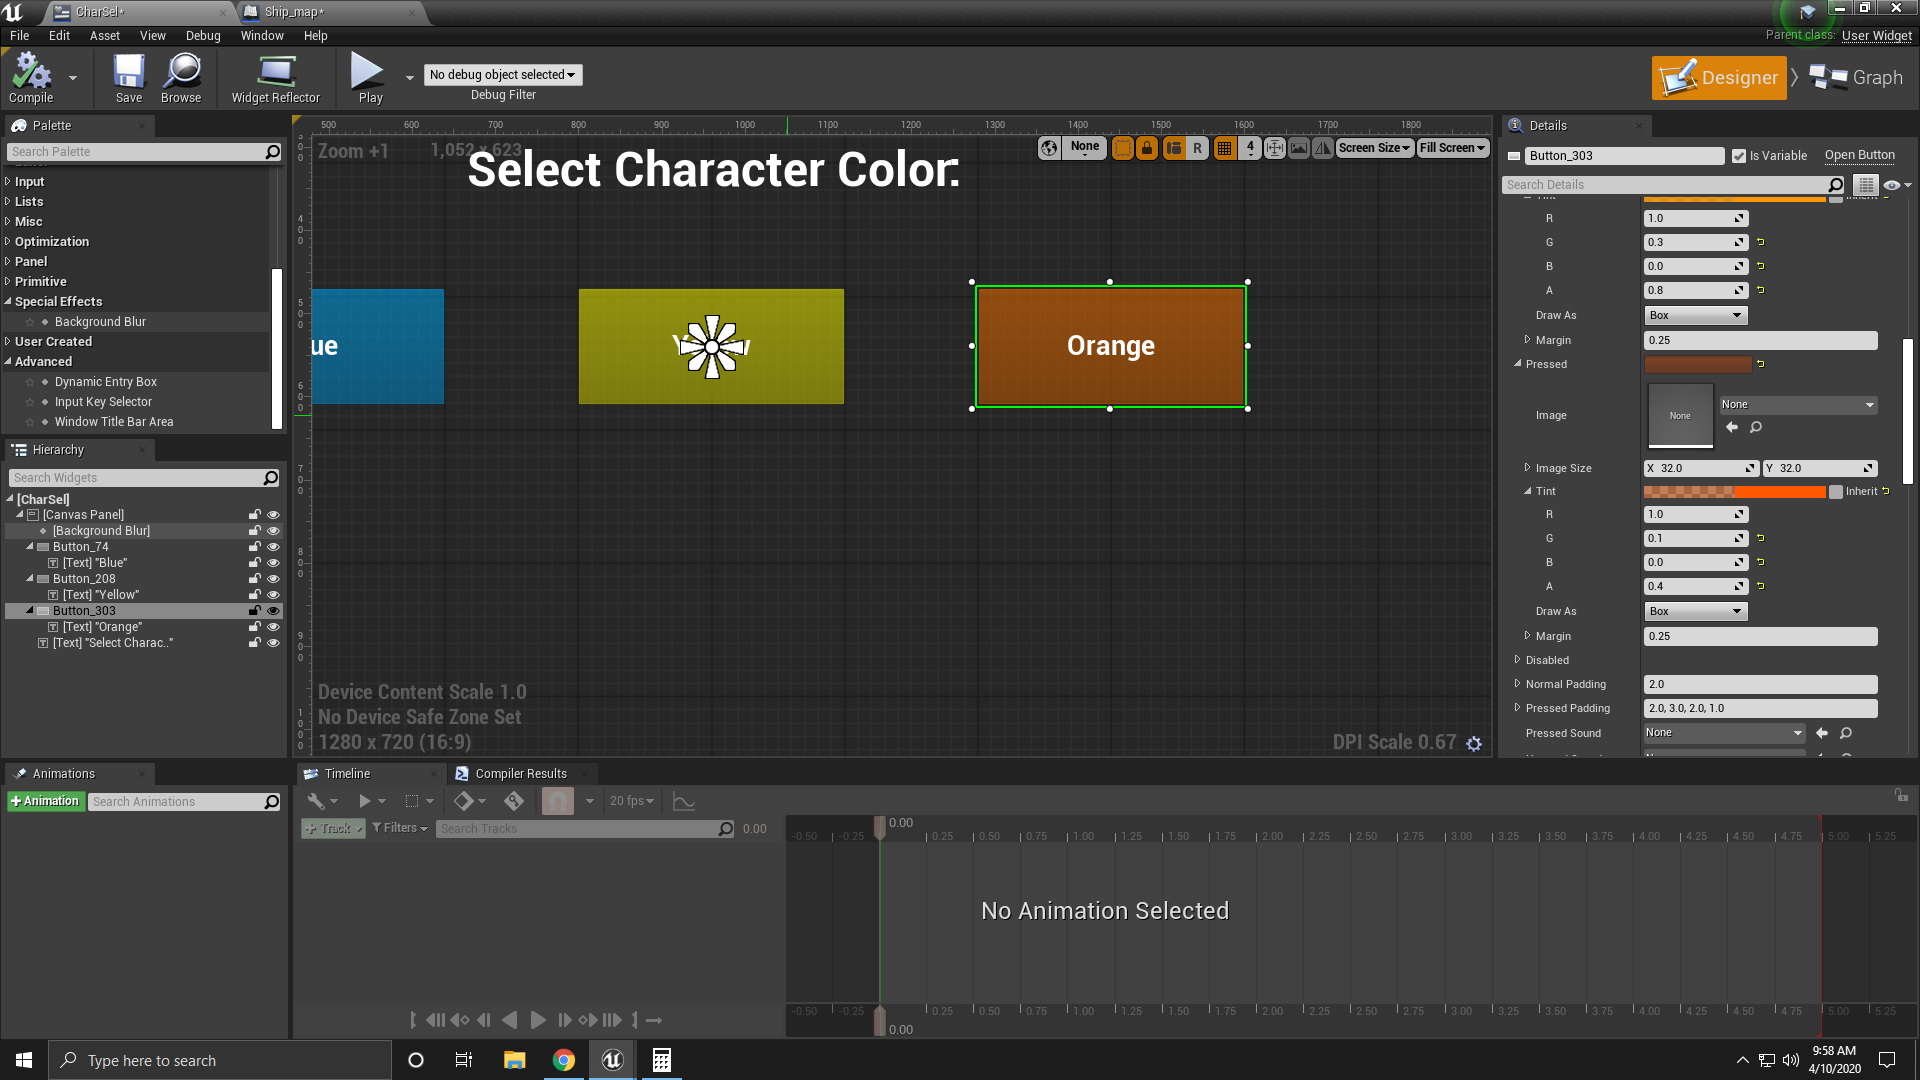 CharSel*
Ship_map*
File Edit Asset View Debug Window Help
Parent class: User Widget
Compile
Save
Browse
Widget Reflector
Play
No debug object selected
Debug Filter
Designer
Graph
Palette
Search Palette
Input
Lists
Misc
Optimization
Panel
Primitive
Special Effects
Background Blur
User Created
Advanced
Dynamic Entry Box
Input Key Selector
Window Title Bar Area
Hierarchy
Search Widgets
[CharSel]
[Canvas Panel]
[Background Blur]
Button_74
[Text] "Blue"
Button_208
[Text] "Yellow"
Button_303
[Text] "Orange"
[Text] "Select Charac.."
500 600 700 800 900 1000 1100 1200 1300 1400 1500 1600 1700 1800
Zoom +1
1,052 x 623
None
R
4
Screen Size
Fill Screen
Select Character Color:
400
500
600
700
800
900
1000
ue
Orange
Device Content Scale 1.0
No Device Safe Zone Set
1280 x 720 (16:9)
DPI Scale 0.67
Details
Button_303
Is Variable
Open Button
Search Details
Tint
Inherit
R 1.0
G 0.3
B 0.0
A 0.8
Draw As Box
Margin 0.25
Pressed
Image
None
None
Image Size X 32.0 Y 32.0
Tint Inherit
R 1.0
G 0.1
B 0.0
A 0.4
Draw As Box
Margin 0.25
Disabled
Normal Padding 2.0
Pressed Padding 2.0, 3.0, 2.0, 1.0
Pressed Sound None
Animations
+Animation
Search Animations
Timeline
Compiler Results
20 fps
+ Track
Filters
Search Tracks
0.00
0.00
-0.50 -0.25 0.25 0.50 0.75 1.00 1.25 1.50 1.75 2.00 2.25 2.50 2.75 3.00 3.25 3.50 3.75 4.00 4.25 4.50 4.75 5.00 5.25
No Animation Selected
-0.50 -0.25 0.25 0.50 0.75 1.00 1.25 1.50 1.75 2.00 2.25 2.50 2.75 3.00 3.25 3.50 3.75 4.00 4.25 4.50 4.75 5.00 5.25
0.00
Type here to search
9:58 AM
4/10/2020